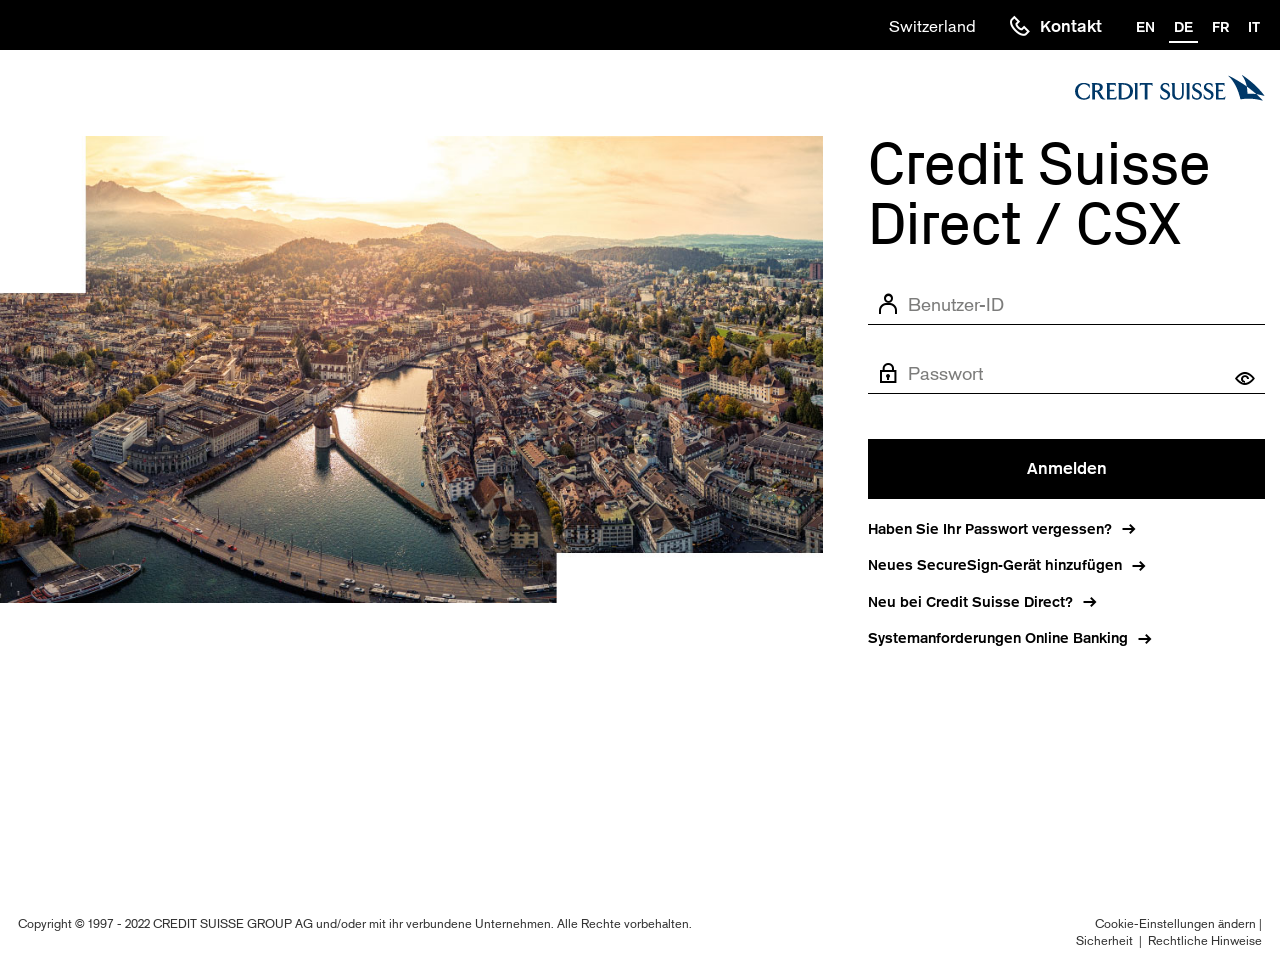 Switzerland Kontakt EN DE FR IT
CREDIT SUISSE
Credit Suisse
Direct / CSX
Benutzer-ID
Passwort
Anmelden
Haben Sie Ihr Passwort vergessen?
Neues SecureSign-Gerät hinzufügen
Neu bei Credit Suisse Direct?
Systemanforderungen Online Banking
Copyright © 1997 - 2022 CREDIT SUISSE GROUP AG und/oder mit ihr verbundene Unternehmen. Alle Rechte vorbehalten.
Cookie-Einstellungen ändern |
Sicherheit | Rechtliche Hinweise